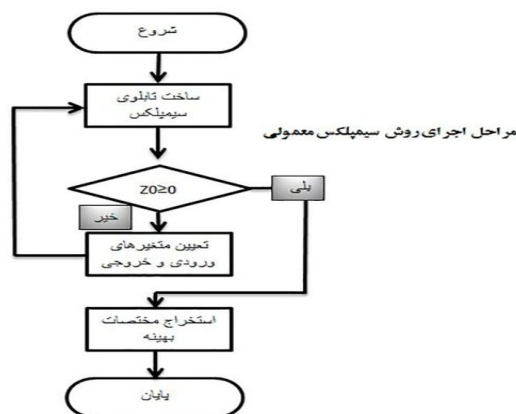 شروع
ساخت تابلوی
سیمپلکس
مراحل اجرای روش سیمپلکس معمولی
Z0≥0
بلی
خیر
تعیین متغیرهای
ورودی و خروجی
استخراج مختصات
بهینه
پایان